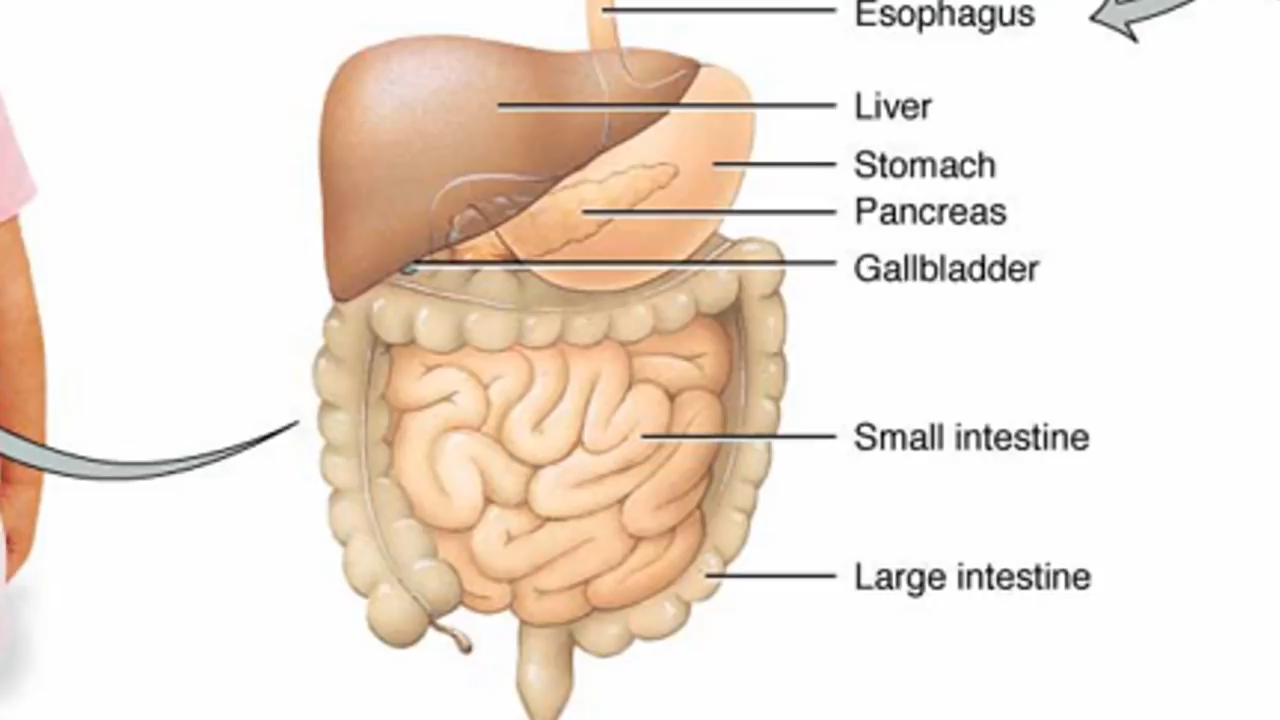 Esophagus
Liver
Stomach
Pancreas
Gallbladder
Small intestine
Large intestine